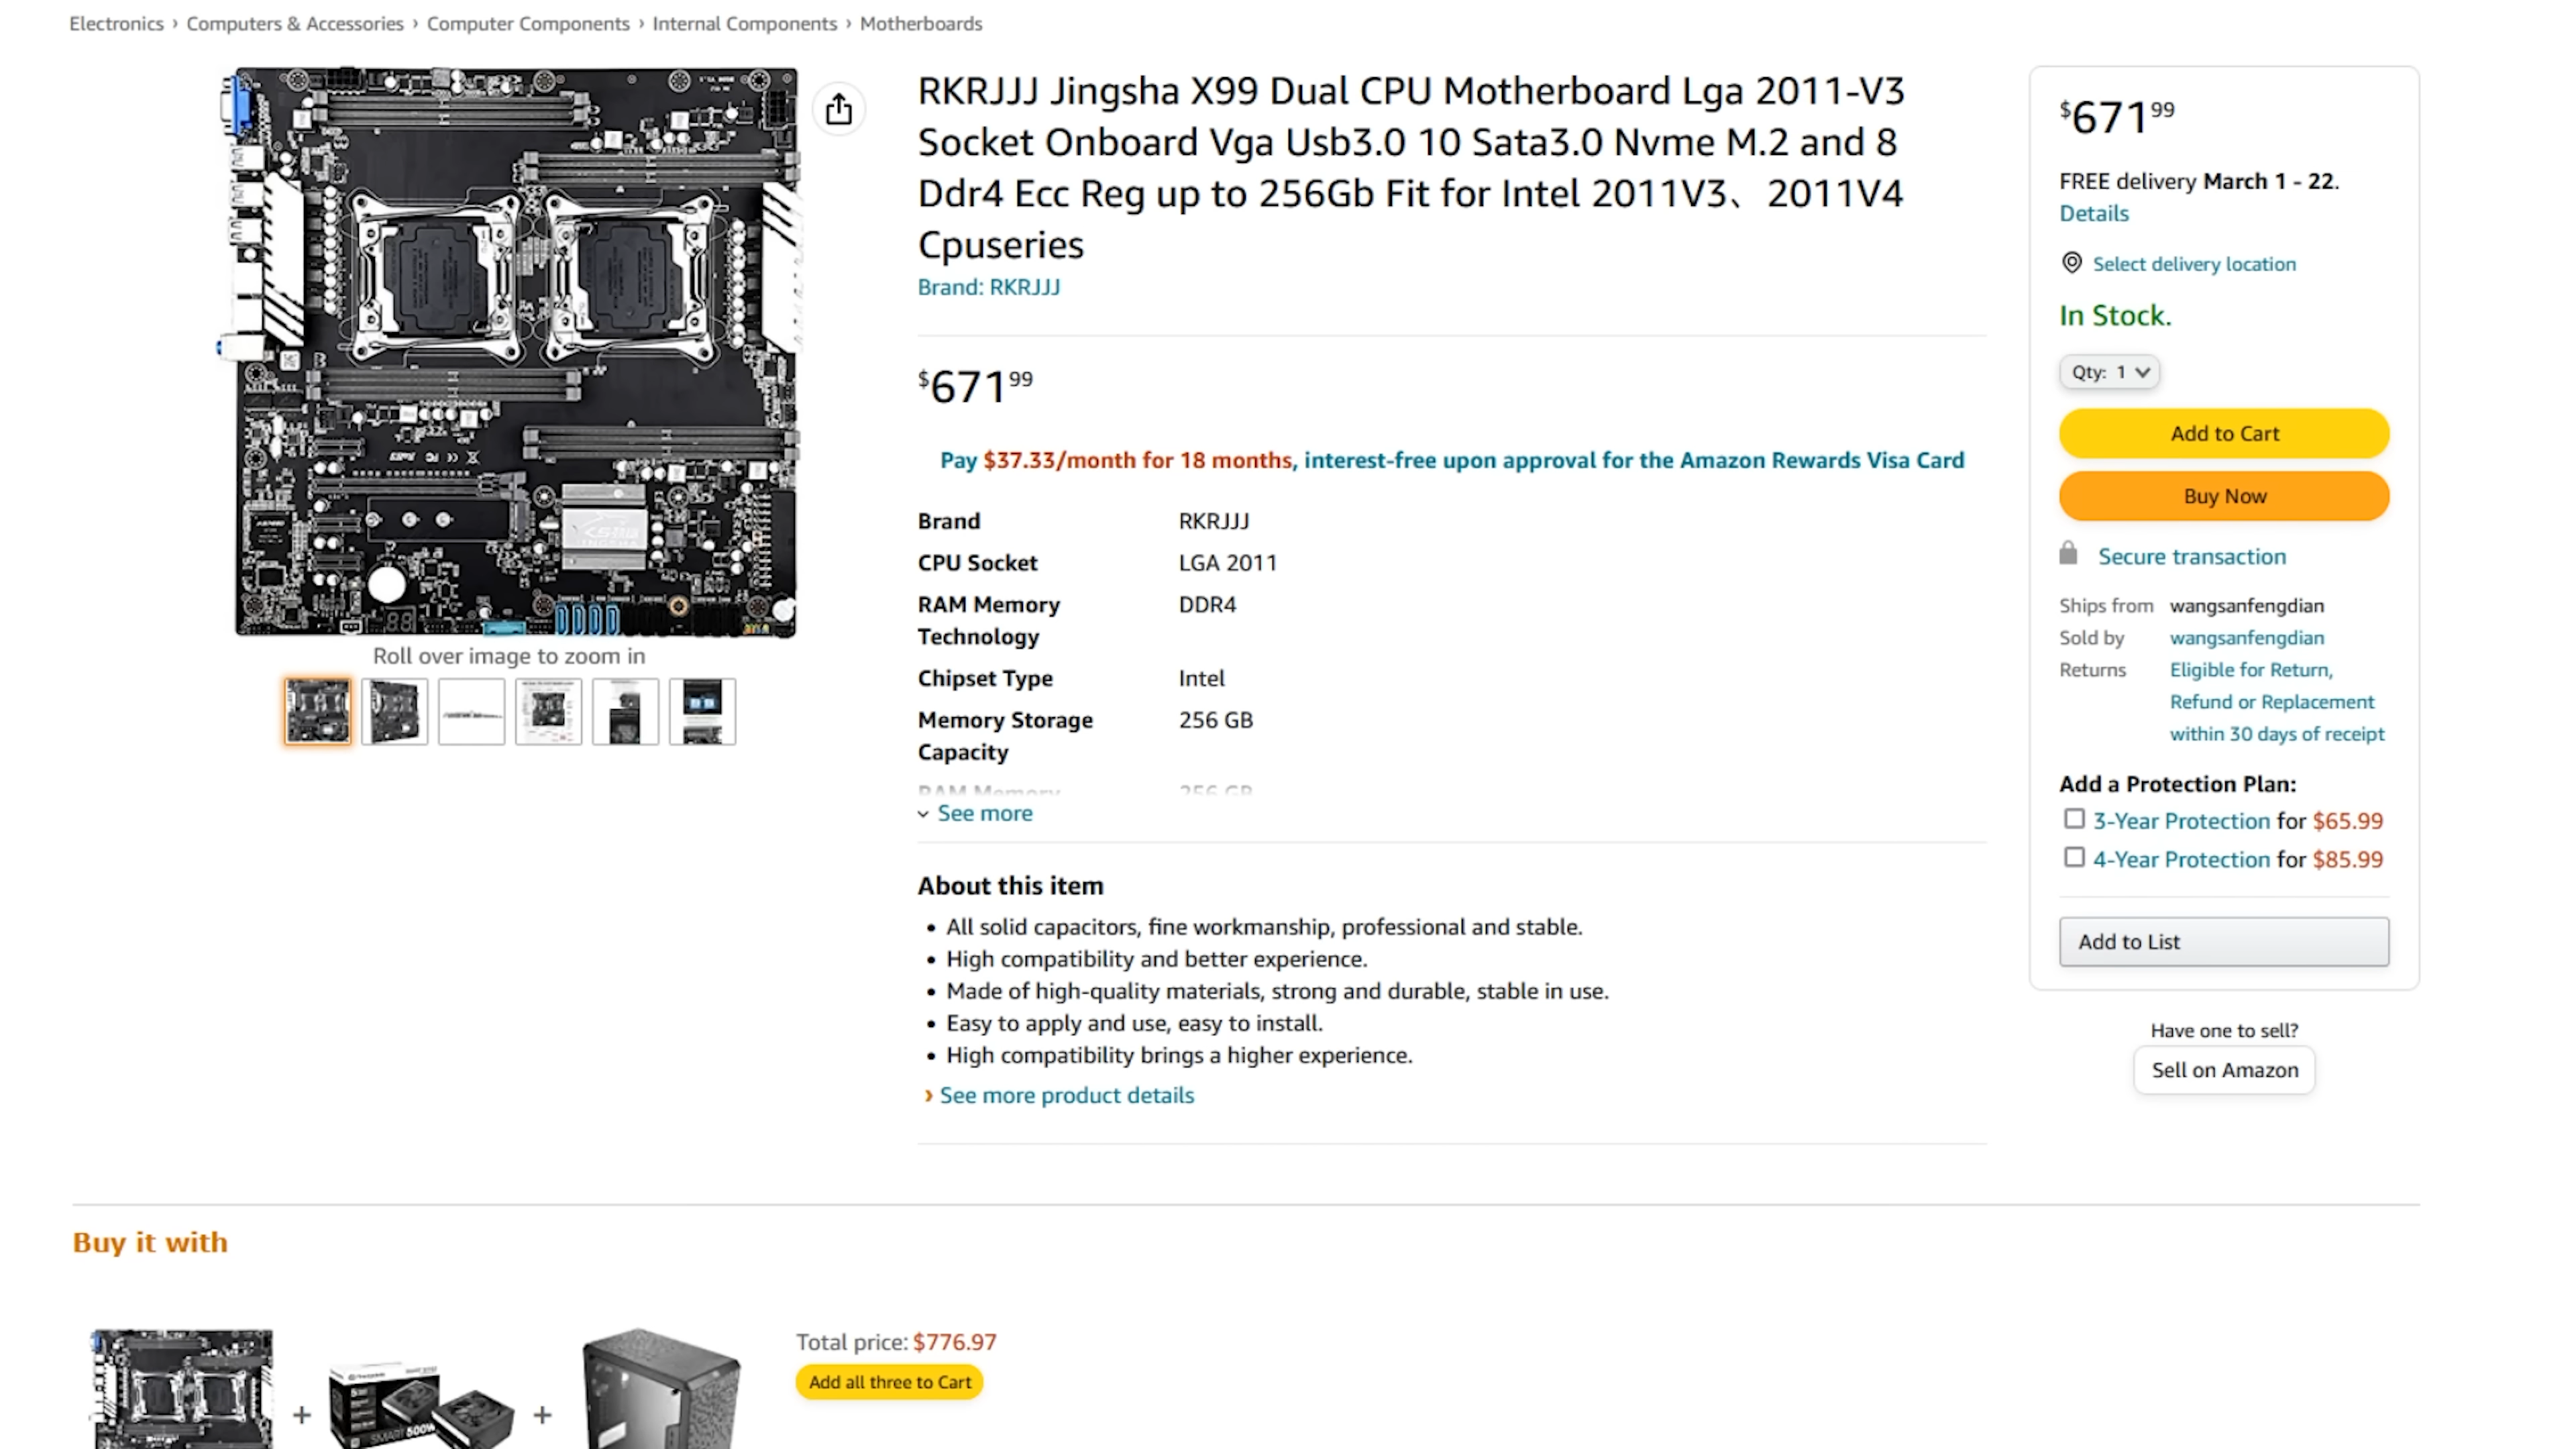 Electronics › Computers & Accessories › Computer Components › Internal Components › Motherboards
RKRJJJ Jingsha X99 Dual CPU Motherboard Lga 2011-V3
Socket Onboard Vga Usb3.0 10 Sata3.0 Nvme M.2 and 8
Ddr4 Ecc Reg up to 256Gb Fit for Intel 2011V3、2011V4
Cpuseries
Brand: RKRJJJ
$671 99
Pay $37.33/month for 18 months, interest-free upon approval for the Amazon Rewards Visa Card
Brand RKRJJJ
CPU Socket LGA 2011
RAM Memory DDR4
Technology
Chipset Type Intel
Memory Storage 256 GB
Capacity
RAM Memory 256 GB
See more
About this item
• All solid capacitors, fine workmanship, professional and stable.
• High compatibility and better experience.
• Made of high-quality materials, strong and durable, stable in use.
• Easy to apply and use, easy to install.
• High compatibility brings a higher experience.
› See more product details
Roll over image to zoom in
$671 99
FREE delivery March 1 - 22.
Details
Select delivery location
In Stock.
Qty: 1
Add to Cart
Buy Now
Secure transaction
Ships from wangsanfengdian
Sold by wangsanfengdian
Returns Eligible for Return,
Refund or Replacement
within 30 days of receipt
Add a Protection Plan:
3-Year Protection for $65.99
4-Year Protection for $85.99
Add to List
Have one to sell?
Sell on Amazon
Buy it with
+
SMART 500W
+
Total price: $776.97
Add all three to Cart